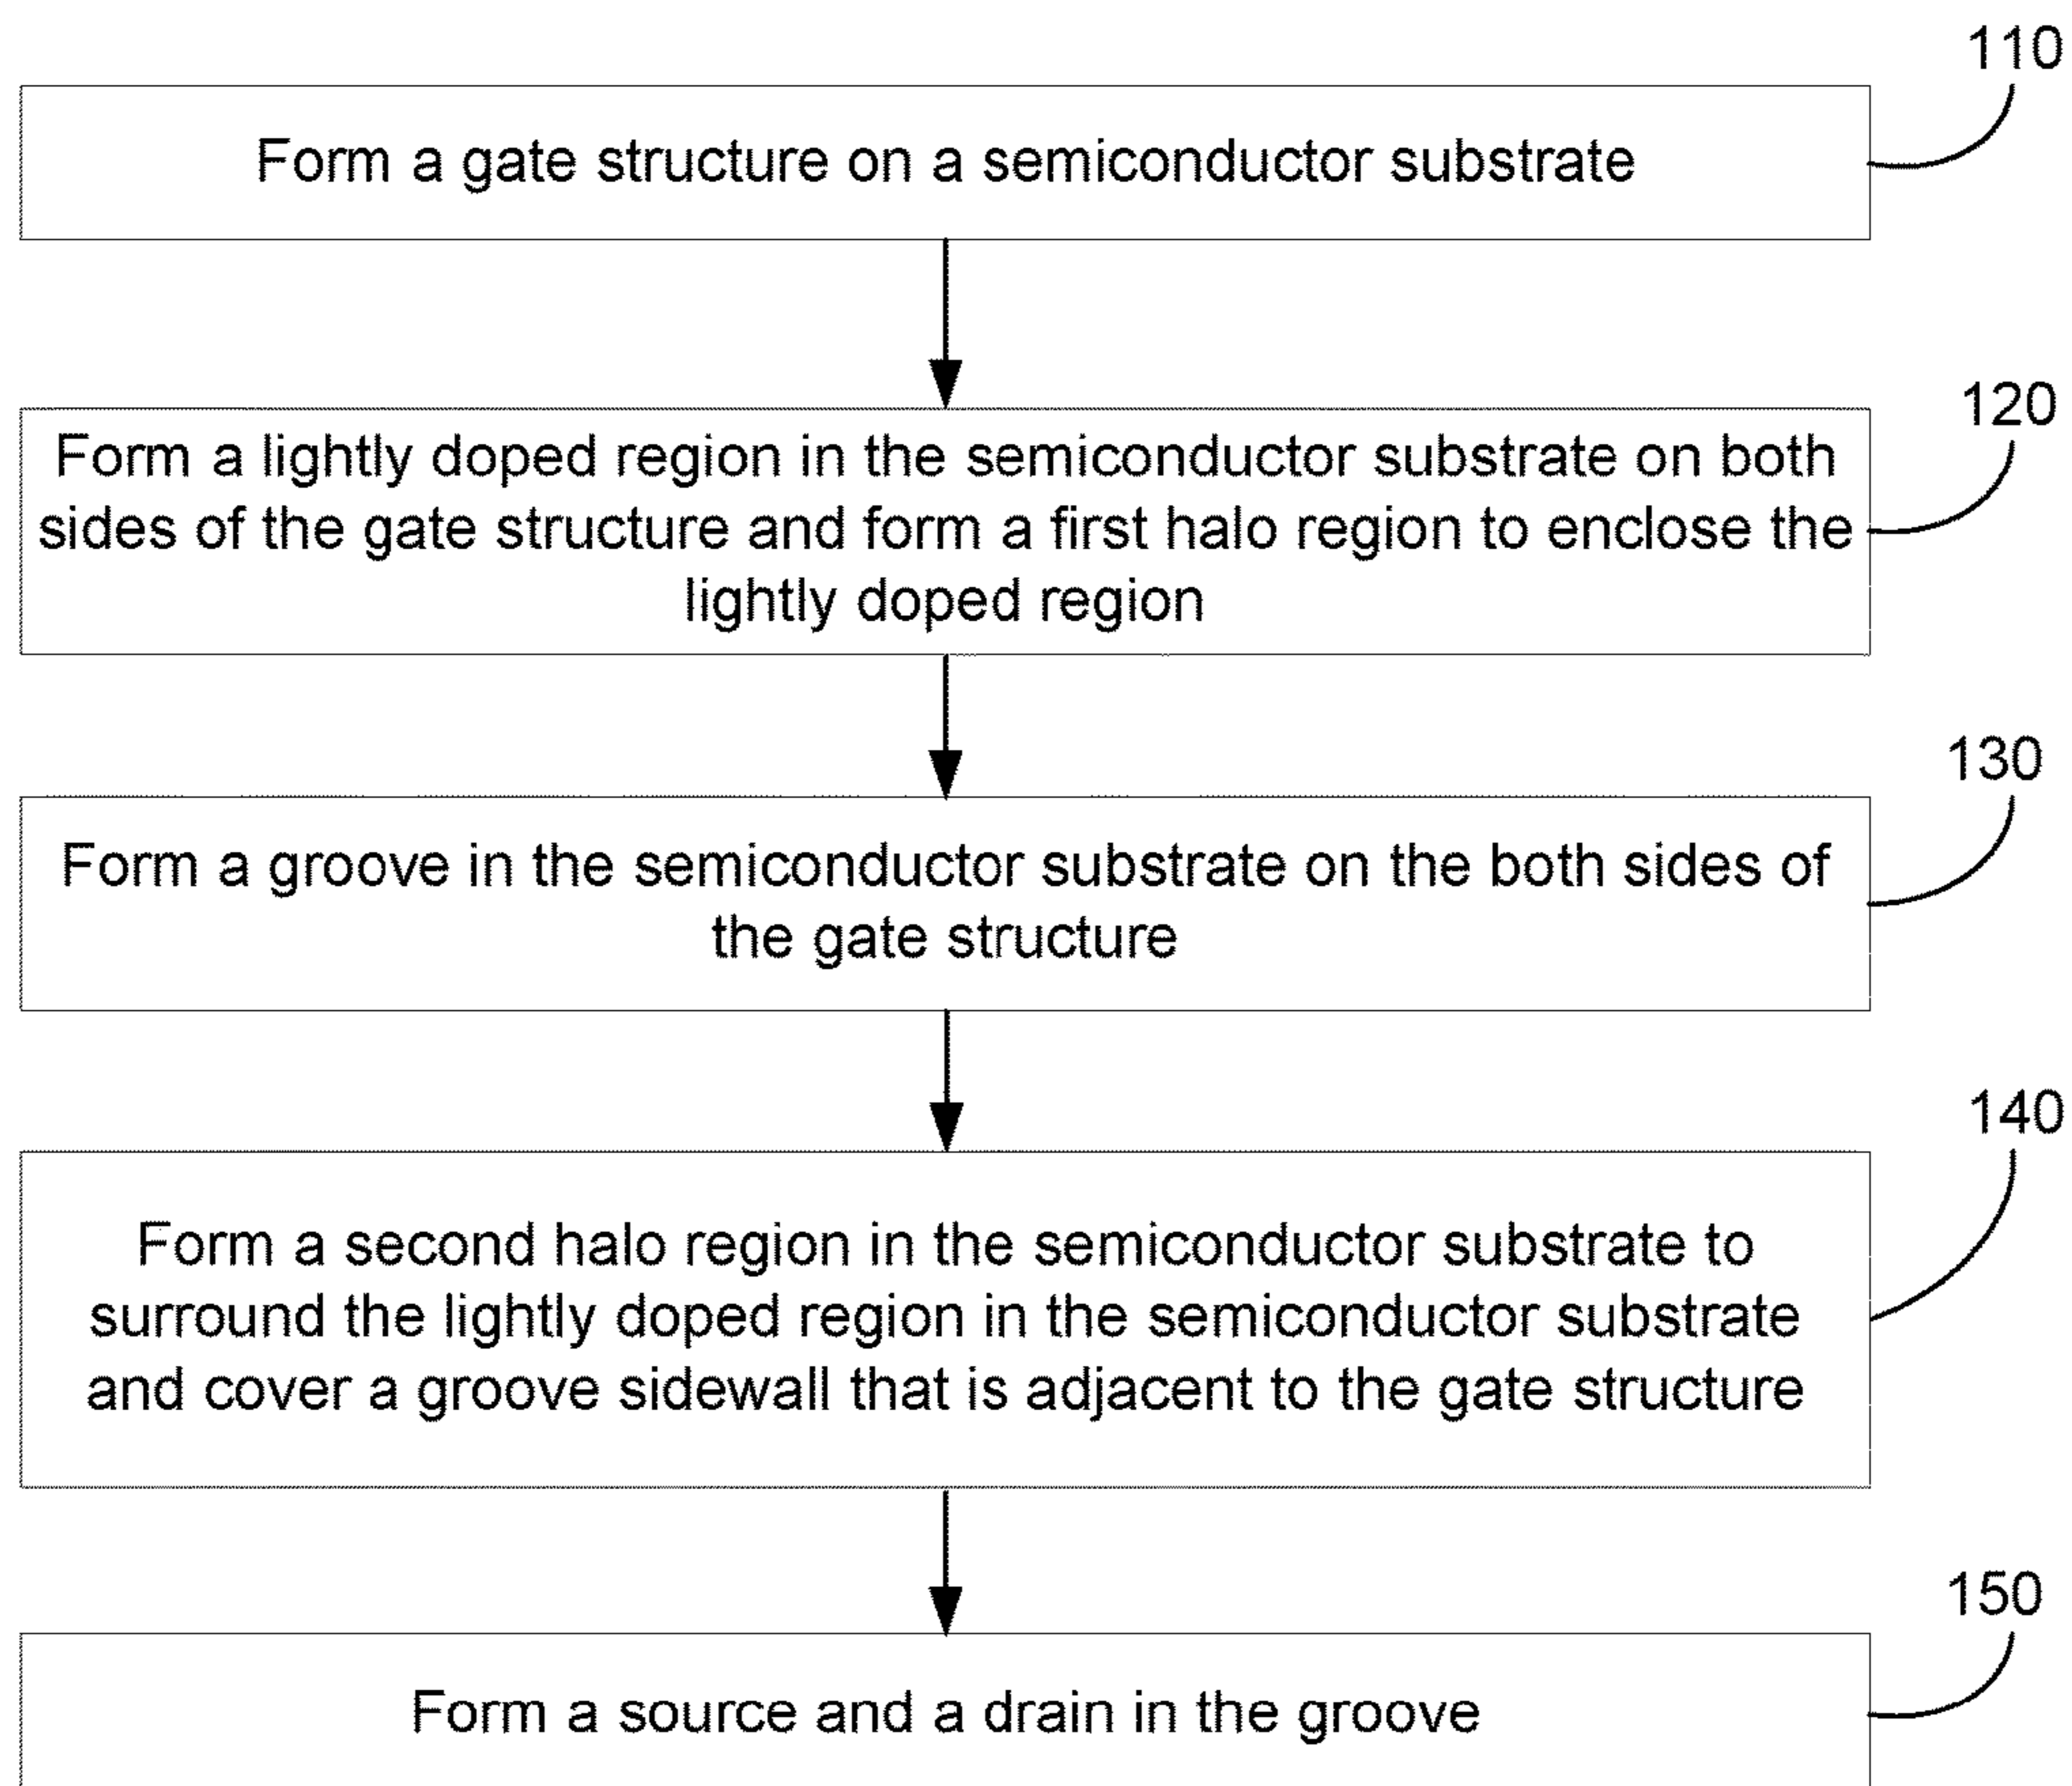 110
Form a gate structure on a semiconductor substrate
120
Form a lightly doped region in the semiconductor substrate on both
sides of the gate structure and form a first halo region to enclose the
lightly doped region
130
Form a groove in the semiconductor substrate on the both sides of
the gate structure
140
Form a second halo region in the semiconductor substrate to
surround the lightly doped region in the semiconductor substrate
and cover a groove sidewall that is adjacent to the gate structure
150
Form a source and a drain in the groove